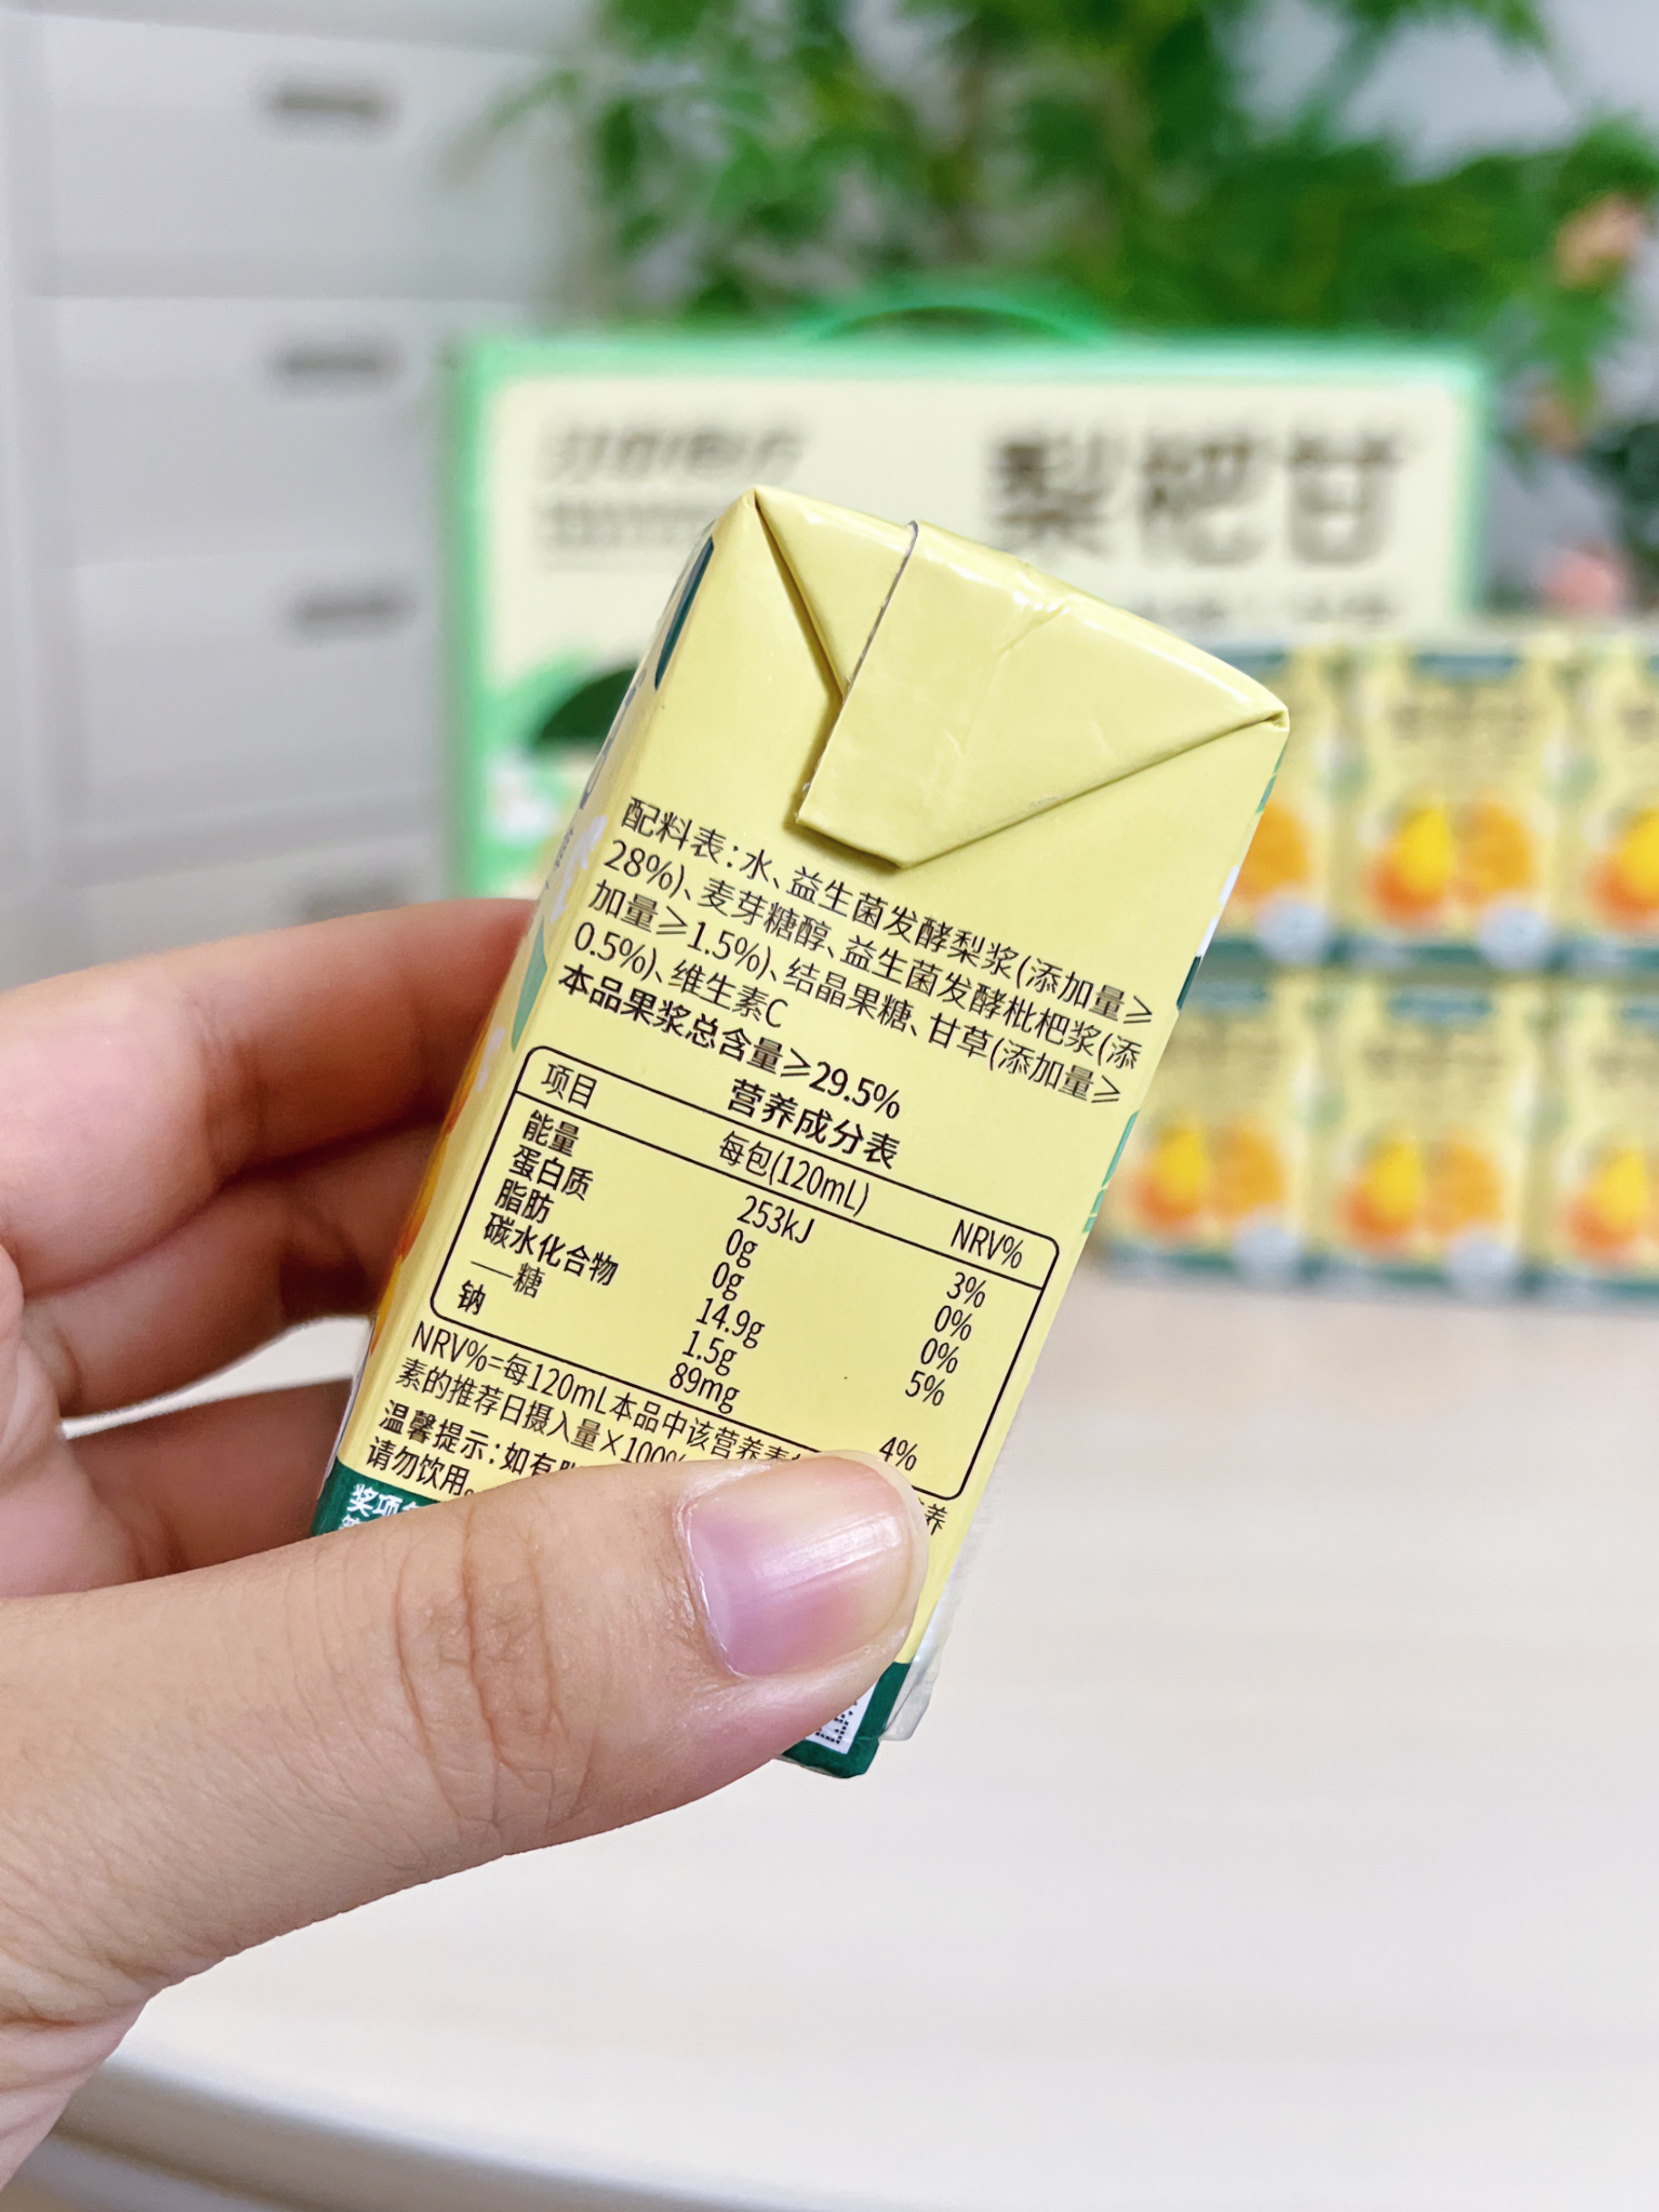 梨枇甘
配料表：水、益生菌发酵梨浆(添加量≥
28%)、麦芽糖醇、益生菌发酵枇杷浆(添
加量≥1.5%)、结晶果糖、甘草(添加量≥
0.5%)、维生素C
本品果浆总含量≥29.5%
营养成分表
项目 每包(120mL) NRV%
能量 253kJ 3%
蛋白质 0g 0%
脂肪 0g 0%
碳水化合物 14.9g 5%
——糖 1.5g
钠 89mg 4%
NRV%=每120mL本品中该营养素
养
素的推荐日摄入量×100%
温馨提示：如有
请勿饮用。
奖项